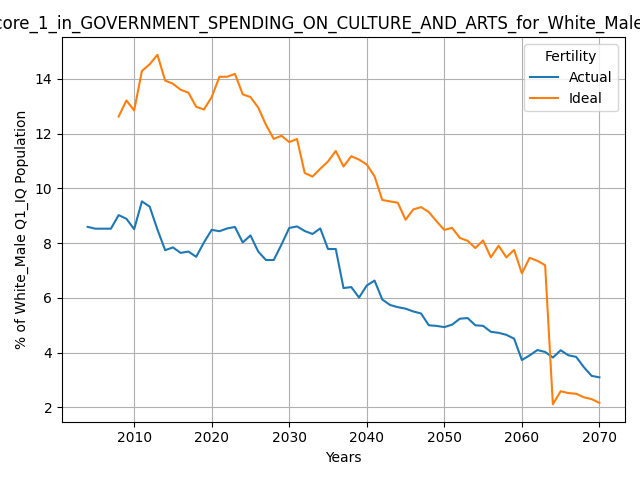 core_1_in_GOVERNMENT_SPENDING_ON_CULTURE_AND_ARTS_for_White_Male
Fertility
Actual
Ideal
14
12
10
8
6
4
2
% of White_Male Q1_IQ Population
2010 2020 2030 2040 2050 2060 2070
Years